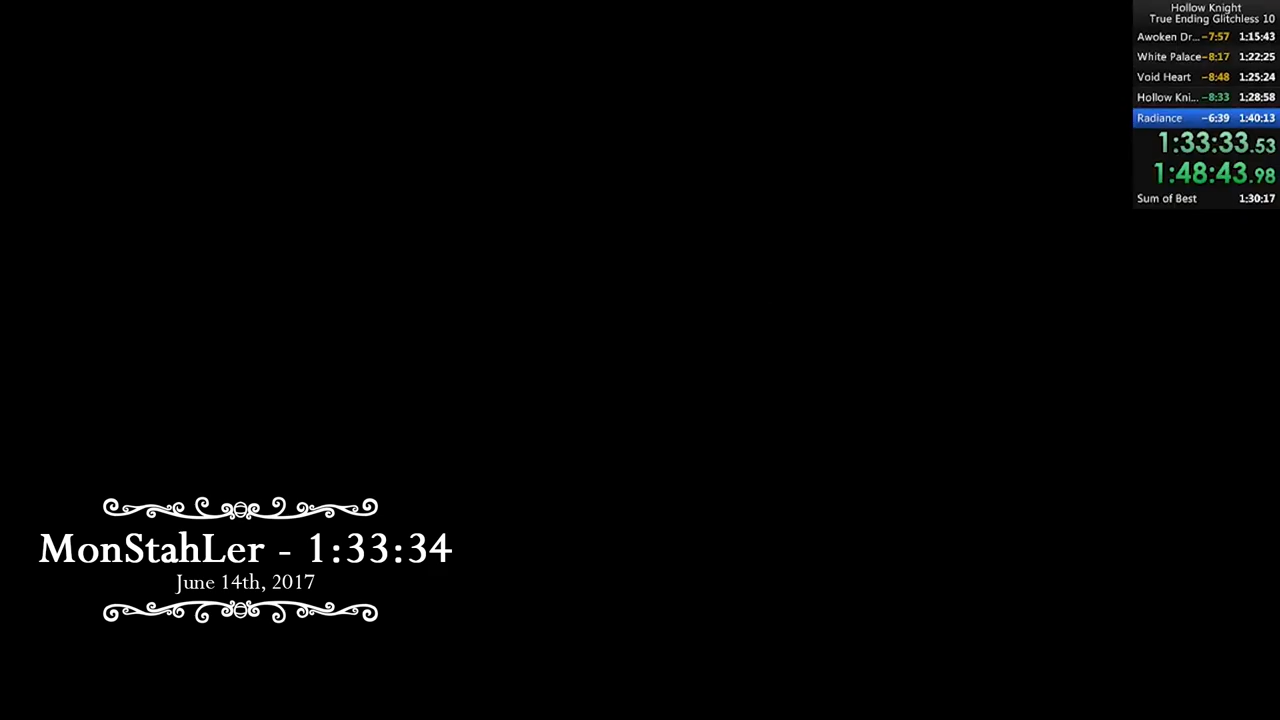 Hollow Knight
True Ending Glitchless 10
Awoken Dr... -7:57 1:15:43
White Palace -8:17 1:22:25
Void Heart -8:48 1:25:24
Hollow Kni... -8:33 1:28:58
Radiance -6:39 1:40:13
1:33:33.53
1:48:43.98
Sum of Best 1:30:17
MonStahLer - 1:33:34
June 14th, 2017